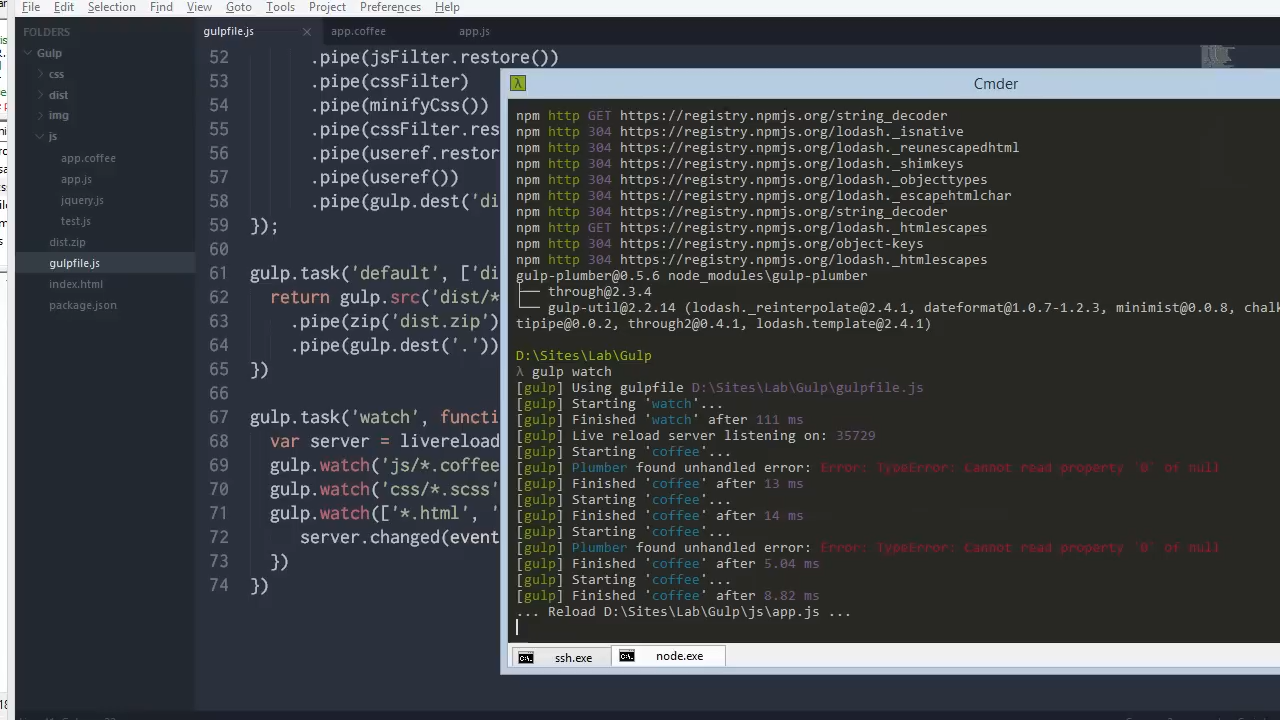 File Edit Selection Find View Goto Tools Project Preferences Help
FOLDERS
Gulp
css
dist
img
js
app.coffee
app.js
jquery.js
test.js
dist.zip
gulpfile.js
index.html
package.json
gulpfile.js × app.coffee app.js
52 .pipe(jsFilter.restore())
53 .pipe(cssFilter)
54 .pipe(minifyCss())
55 .pipe(cssFilter.res
56 .pipe(useref.restor
57 .pipe(useref())
58 .pipe(gulp.dest('di
59 });
60
61 gulp.task('default', ['di
62 return gulp.src('dist/*
63 .pipe(zip('dist.zip')
64 .pipe(gulp.dest('.'))
65 })
66
67 gulp.task('watch', functi
68 var server = livereload
69 gulp.watch('js/*.coffee
70 gulp.watch('css/*.scss'
71 gulp.watch(['*.html', '
72 server.changed(event
73 })
74 })
λ Cmder
npm http GET https://registry.npmjs.org/string_decoder
npm http 304 https://registry.npmjs.org/lodash._isnative
npm http 304 https://registry.npmjs.org/lodash._reunescapedhtml
npm http 304 https://registry.npmjs.org/lodash._shimkeys
npm http 304 https://registry.npmjs.org/lodash._objecttypes
npm http 304 https://registry.npmjs.org/lodash._escapehtmlchar
npm http 304 https://registry.npmjs.org/string_decoder
npm http GET https://registry.npmjs.org/lodash._htmlescapes
npm http 304 https://registry.npmjs.org/object-keys
npm http 304 https://registry.npmjs.org/lodash._htmlescapes
gulp-plumber@0.5.6 node_modules\gulp-plumber
├── through@2.3.4
└── gulp-util@2.2.14 (lodash._reinterpolate@2.4.1, dateformat@1.0.7-1.2.3, minimist@0.0.8, chalk
tipipe@0.0.2, through2@0.4.1, lodash.template@2.4.1)
D:\Sites\Lab\Gulp
λ gulp watch
[gulp] Using gulpfile D:\Sites\Lab\Gulp\gulpfile.js
[gulp] Starting 'watch'...
[gulp] Finished 'watch' after 111 ms
[gulp] Live reload server listening on: 35729
[gulp] Starting 'coffee'...
[gulp] Plumber found unhandled error: Error: TypeError: Cannot read property '0' of null
[gulp] Finished 'coffee' after 13 ms
[gulp] Starting 'coffee'...
[gulp] Finished 'coffee' after 14 ms
[gulp] Starting 'coffee'...
[gulp] Plumber found unhandled error: Error: TypeError: Cannot read property '0' of null
[gulp] Finished 'coffee' after 5.04 ms
[gulp] Starting 'coffee'...
[gulp] Finished 'coffee' after 8.82 ms
... Reload D:\Sites\Lab\Gulp\js\app.js ...
ssh.exe node.exe